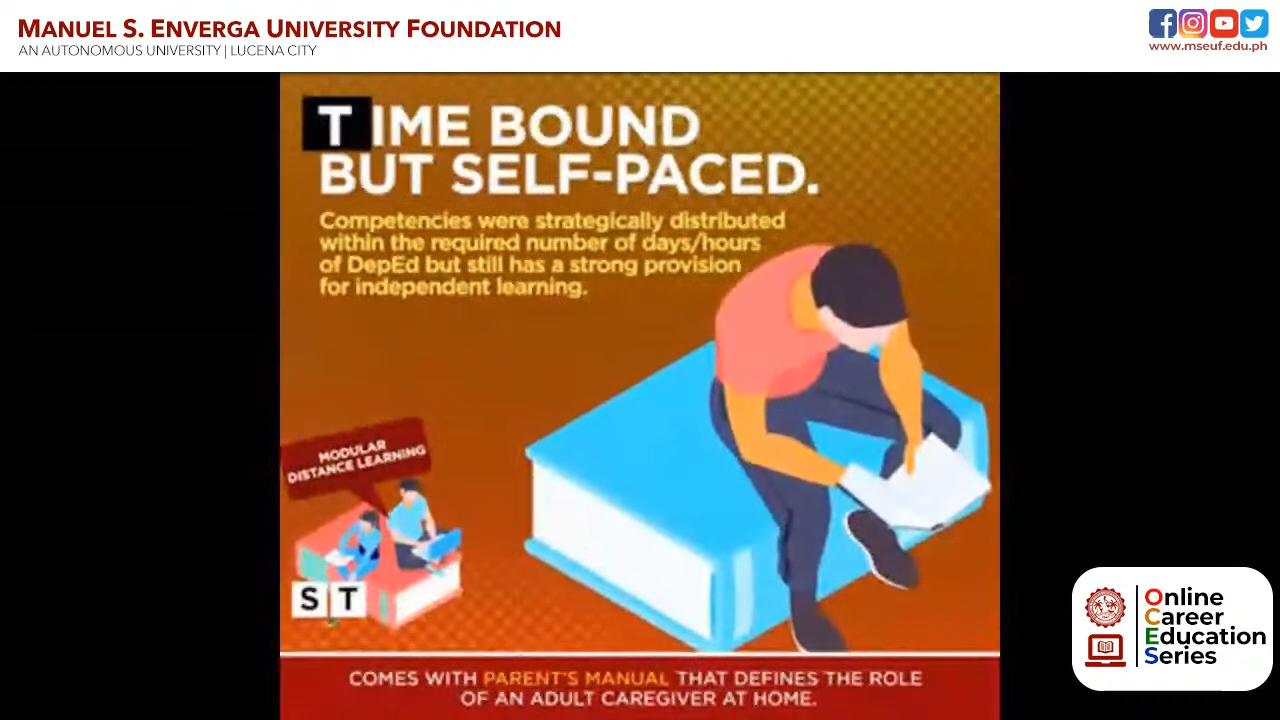 MANUEL S. ENVERGA UNIVERSITY FOUNDATION
AN AUTONOMOUS UNIVERSITY | LUCENA CITY
www.mseuf.edu.ph
TIME BOUND
BUT SELF-PACED.
Competencies were strategically distributed
within the required number of days/hours
of DepEd but still has a strong provision
for independent learning.
MODULAR
DISTANCE LEARNING
S T
Online
Career
Education
Series
COMES WITH PARENT'S MANUAL THAT DEFINES THE ROLE
OF AN ADULT CAREGIVER AT HOME.